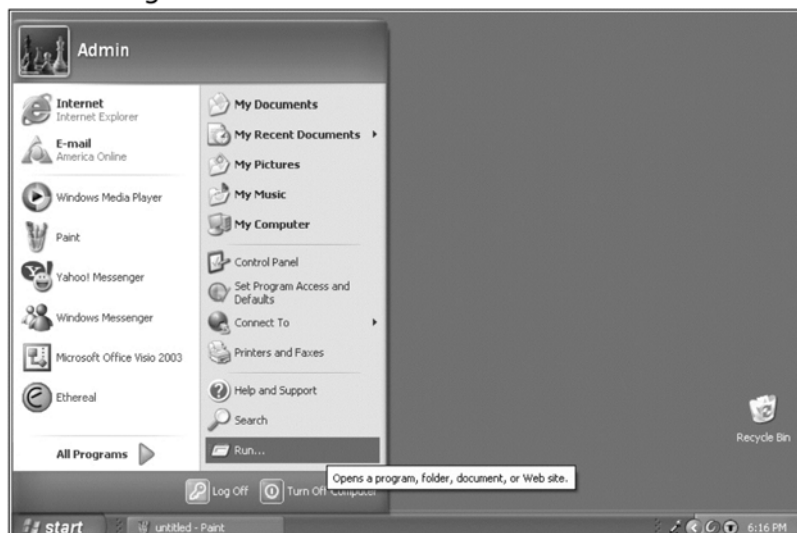 Admin
Internet
Internet Explorer
E-mail
America Online
Windows Media Player
Paint
Yahoo! Messenger
Windows Messenger
Microsoft Office Visio 2003
Ethereal
All Programs
My Documents
My Recent Documents
My Pictures
My Music
My Computer
Control Panel
Set Program Access and
Defaults
Connect To
Printers and Faxes
Help and Support
Search
Run...
Opens a program, folder, document, or Web site.
Log Off
Turn Off Computer
Recycle Bin
start
untitled - Paint
6:16 PM